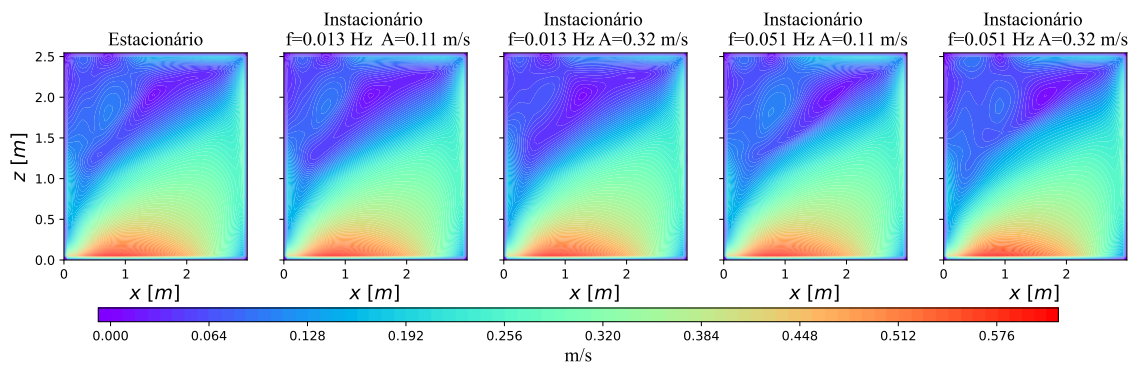 Estacionário
Instacionário
f=0.013 Hz  A=0.11 m/s
Instacionário
f=0.013 Hz A=0.32 m/s
Instacionário
f=0.051 Hz A=0.11 m/s
Instacionário
f=0.051 Hz A=0.32 m/s
2.5
2.0
1.5
1.0
0.5
0.0
z [m]
0 1 2
0 1 2
0 1 2
0 1 2
0 1 2
x [m]
x [m]
x [m]
x [m]
x [m]
0.000 0.064 0.128 0.192 0.256 0.320 0.384 0.448 0.512 0.576
m/s